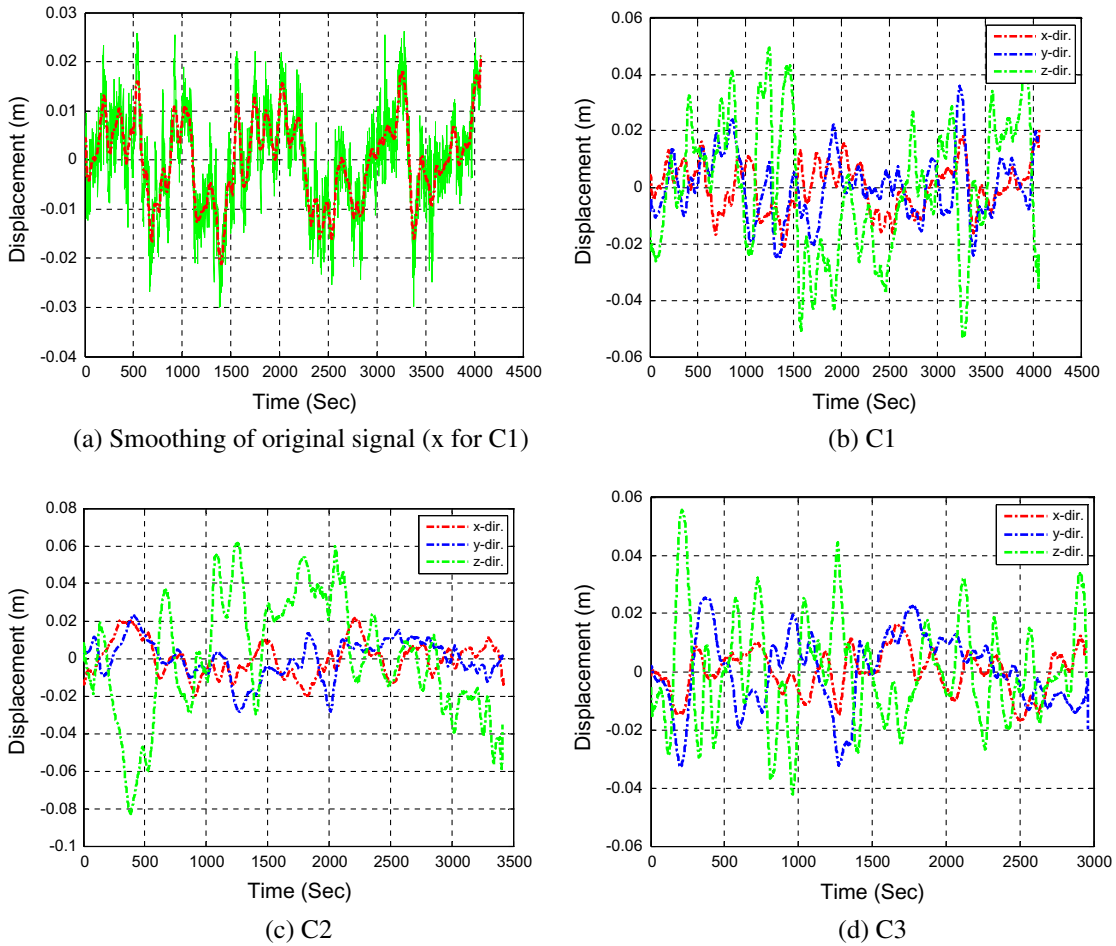 0.03
0.02
0.01
0
-0.01
-0.02
-0.03
-0.04
Displacement (m)
0 500 1000 1500 2000 2500 3000 3500 4000 4500
Time (Sec)
(a) Smoothing of original signal (x for C1)
0.06
0.04
0.02
0
-0.02
-0.04
-0.06
Displacement (m)
x-dir.
y-dir.
z-dir.
0 500 1000 1500 2000 2500 3000 3500 4000 4500
Time (Sec)
(b) C1
0.08
0.06
0.04
0.02
0
-0.02
-0.04
-0.06
-0.08
-0.1
Displacement (m)
x-dir.
y-dir.
z-dir.
0 500 1000 1500 2000 2500 3000 3500
Time (Sec)
(c) C2
0.06
0.04
0.02
0
-0.02
-0.04
-0.06
Displacement (m)
x-dir.
y-dir.
z-dir.
0 500 1000 1500 2000 2500 3000
Time (Sec)
(d) C3